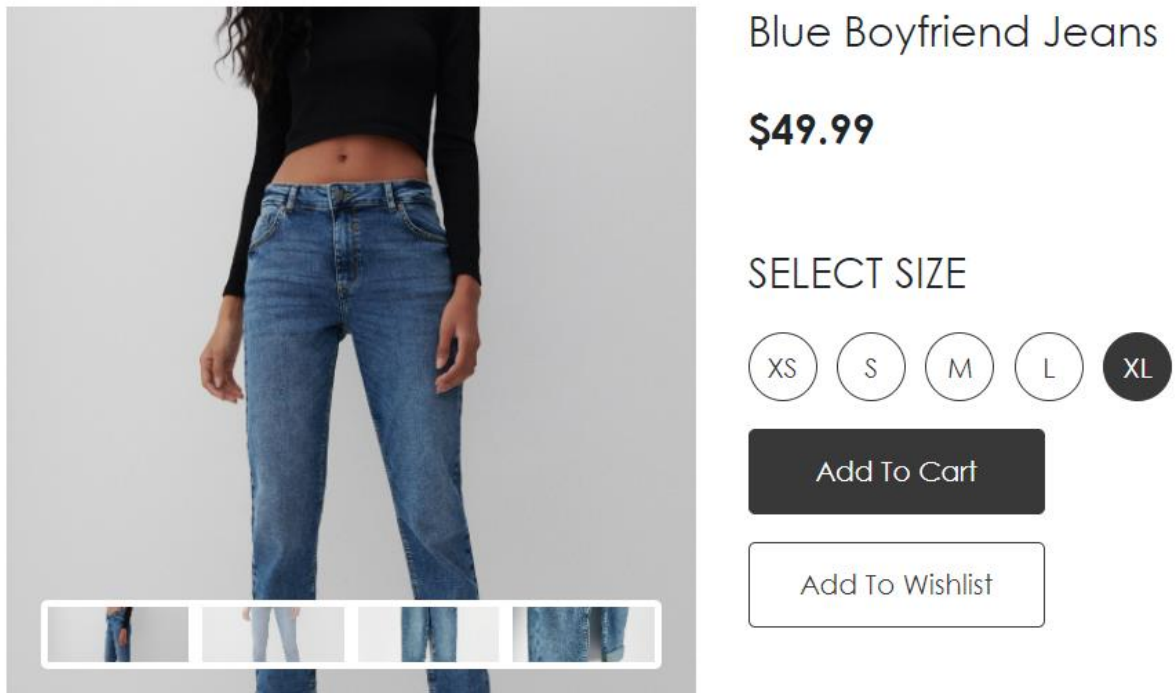 Blue Boyfriend Jeans
$49.99
SELECT SIZE
XS S M L XL
Add To Cart
Add To Wishlist